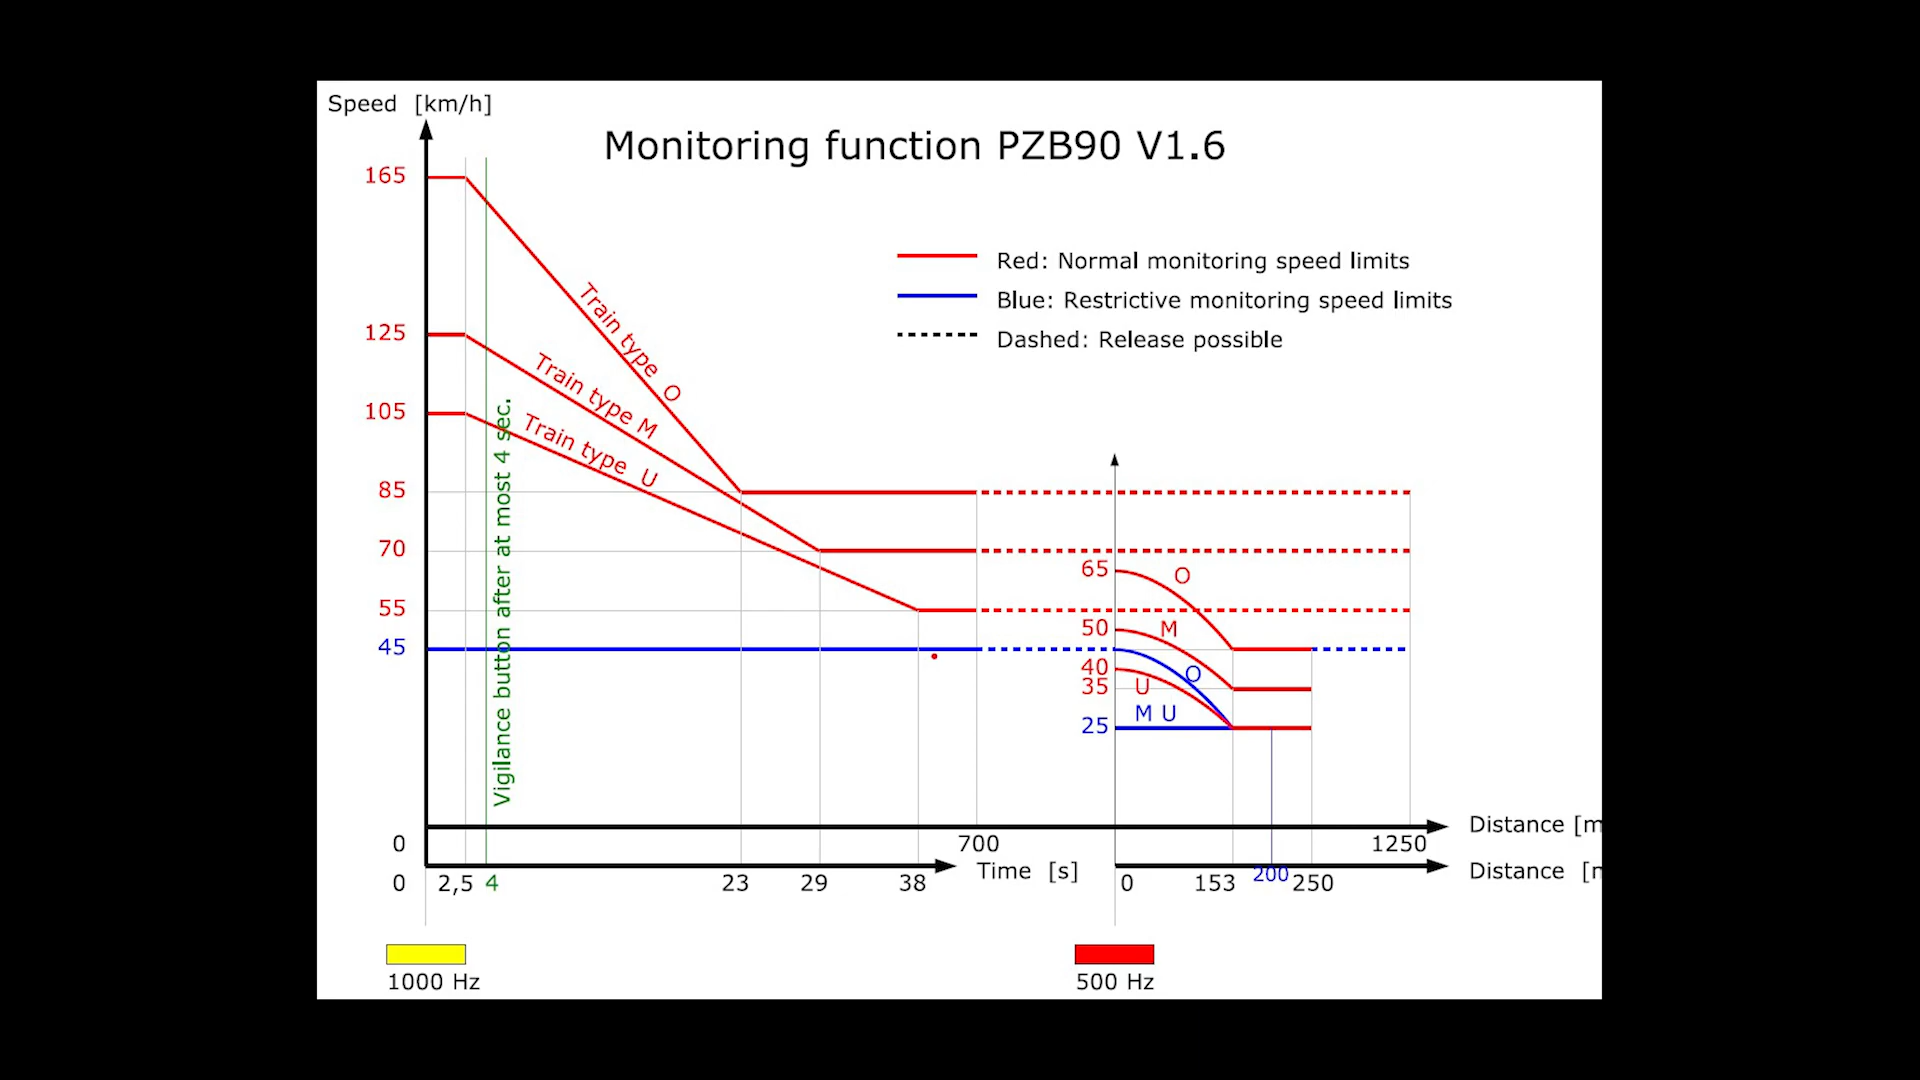 Speed [km/h]
Monitoring function PZB90 V1.6
165
125
105
85
70
55
45
Train type O
Train type M
Train type U
Vigilance button after at most 4 sec.
Red: Normal monitoring speed limits
Blue: Restrictive monitoring speed limits
Dashed: Release possible
65
50
40
35
25
O
M
O
U
M U
0
700
1250
Distance [m
0
2,5
4
23
29
38
Time [s]
0
153
200
250
Distance [
1000 Hz
500 Hz